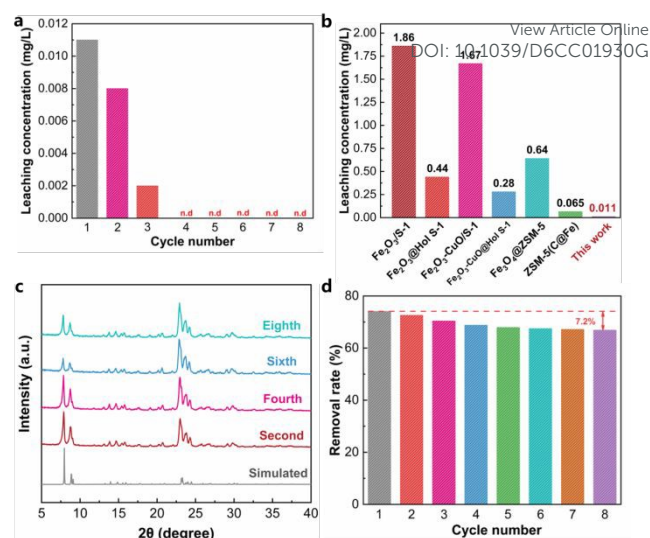 View Article Online
DOI: 10.1039/D6CC01930G
a
Leaching concentration (mg/L)
0.012
0.010
0.008
0.006
0.004
0.002
0.000
n.d n.d n.d n.d n.d
1 2 3 4 5 6 7 8
Cycle number
b
Leaching concentration (mg/L)
2.00
1.75
1.50
1.25
1.00
0.75
0.50
0.25
0.00
1.86
0.44
1.67
0.28
0.64
0.065
0.011
Fe₂O₃/S-1
Fe₂O₃@Hol S-1
Fe₂O₃-CuO/S-1
Fe₂O₃-CuO@Hol S-1
Fe₃O₄@ZSM-5
ZSM-5(C@Fe)
This work
c
Intensity (a.u.)
Eighth
Sixth
Fourth
Second
Simulated
5 10 15 20 25 30 35 40
2θ (degree)
d
Removal rate (%)
80
60
40
20
0
7.2%
1 2 3 4 5 6 7 8
Cycle number